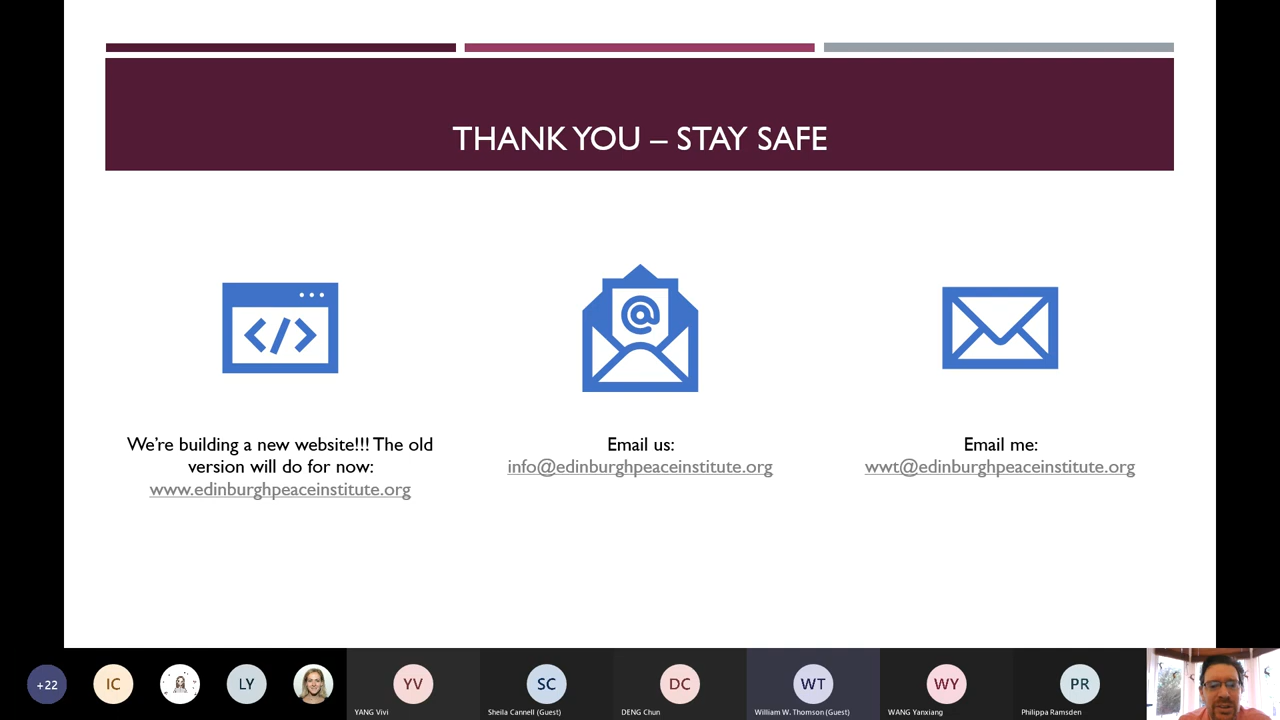 THANK YOU – STAY SAFE
We're building a new website!!! The old
version will do for now:
www.edinburghpeaceinstitute.org
Email us:
info@edinburghpeaceinstitute.org
Email me:
wwt@edinburghpeaceinstitute.org
+22
IC
LY
YV
YANG Vivi
SC
Sheila Cannell (Guest)
DC
DENG Chun
WT
William W. Thomson (Guest)
WY
WANG Yanxiang
PR
Philippa Ramsden